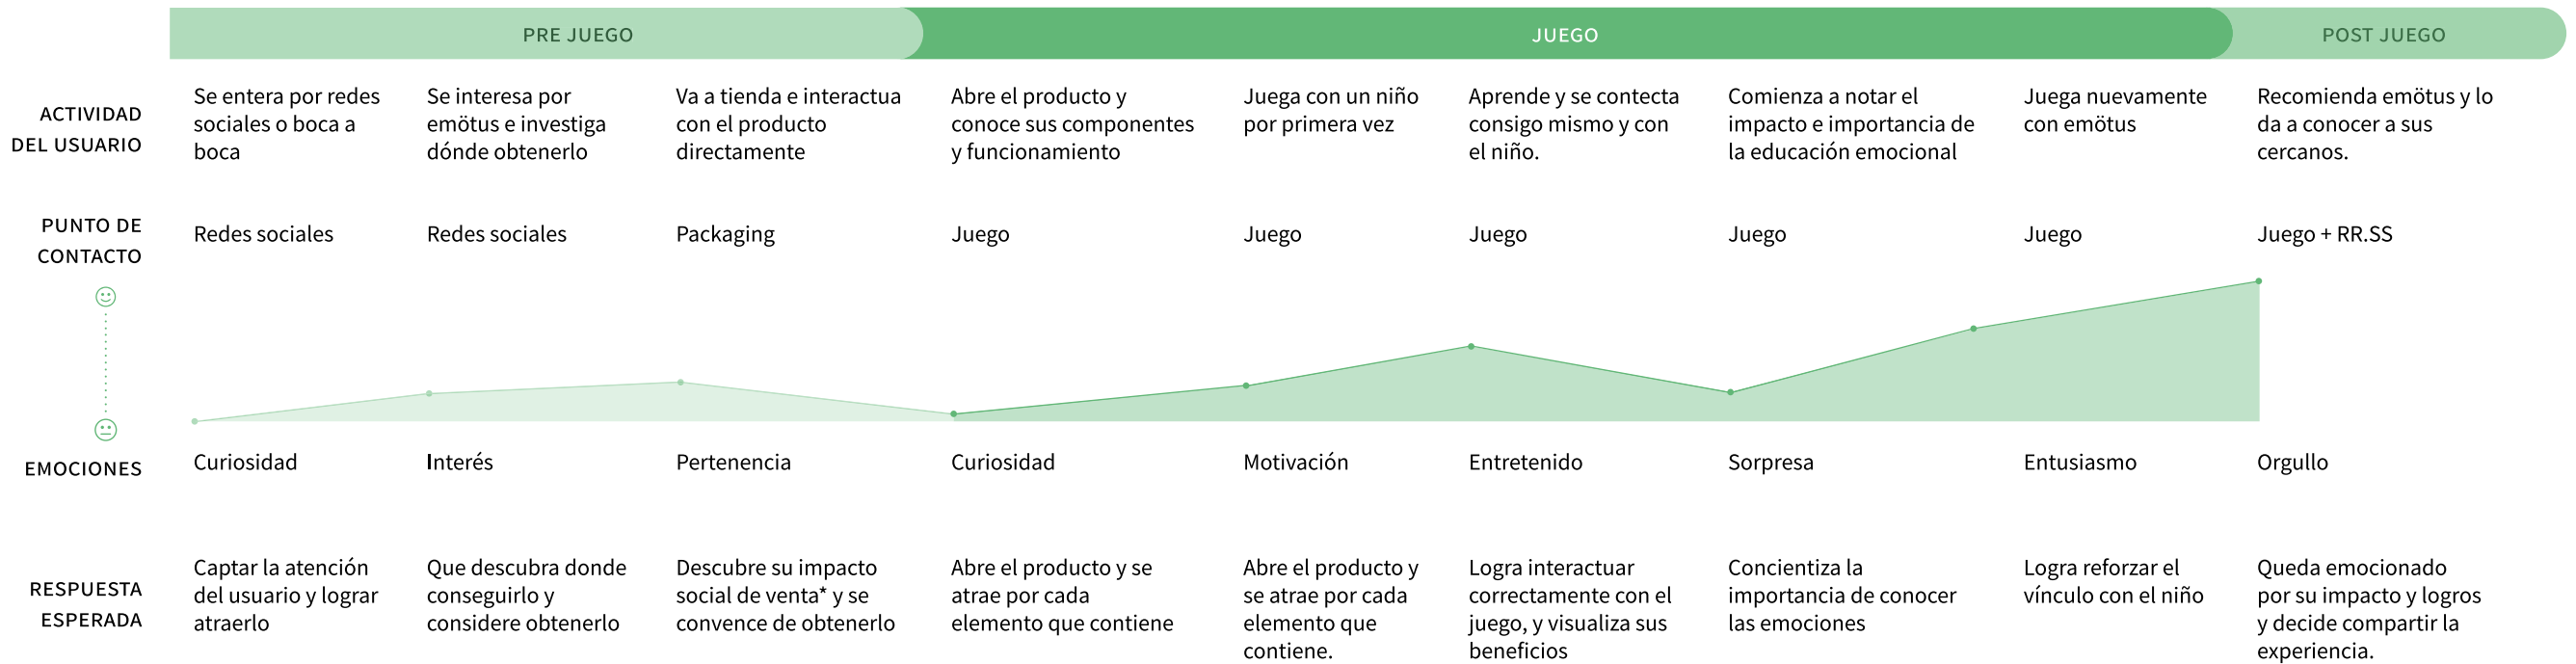 PRE JUEGO
JUEGO
POST JUEGO
ACTIVIDAD
DEL USUARIO
Se entera por redes
sociales o boca a
boca
Se interesa por
emötus e investiga
dónde obtenerlo
Va a tienda e interactua
con el producto
directamente
Abre el producto y
conoce sus componentes
y funcionamiento
Juega con un niño
por primera vez
Aprende y se contecta
consigo mismo y con
el niño.
Comienza a notar el
impacto e importancia de
la educación emocional
Juega nuevamente
con emötus
Recomienda emötus y lo
da a conocer a sus
cercanos.
PUNTO DE
CONTACTO
Redes sociales
Redes sociales
Packaging
Juego
Juego
Juego
Juego
Juego
Juego + RR.SS
EMOCIONES
Curiosidad
Interés
Pertenencia
Curiosidad
Motivación
Entretenido
Sorpresa
Entusiasmo
Orgullo
RESPUESTA
ESPERADA
Captar la atención
del usuario y lograr
atraerlo
Que descubra donde
conseguirlo y
considere obtenerlo
Descubre su impacto
social de venta* y se
convence de obtenerlo
Abre el producto y se
atrae por cada
elemento que contiene
Abre el producto y
se atrae por cada
elemento que
contiene.
Logra interactuar
correctamente con el
juego, y visualiza sus
beneficios
Concientiza la
importancia de conocer
las emociones
Logra reforzar el
vínculo con el niño
Queda emocionado
por su impacto y logros
y decide compartir la
experiencia.